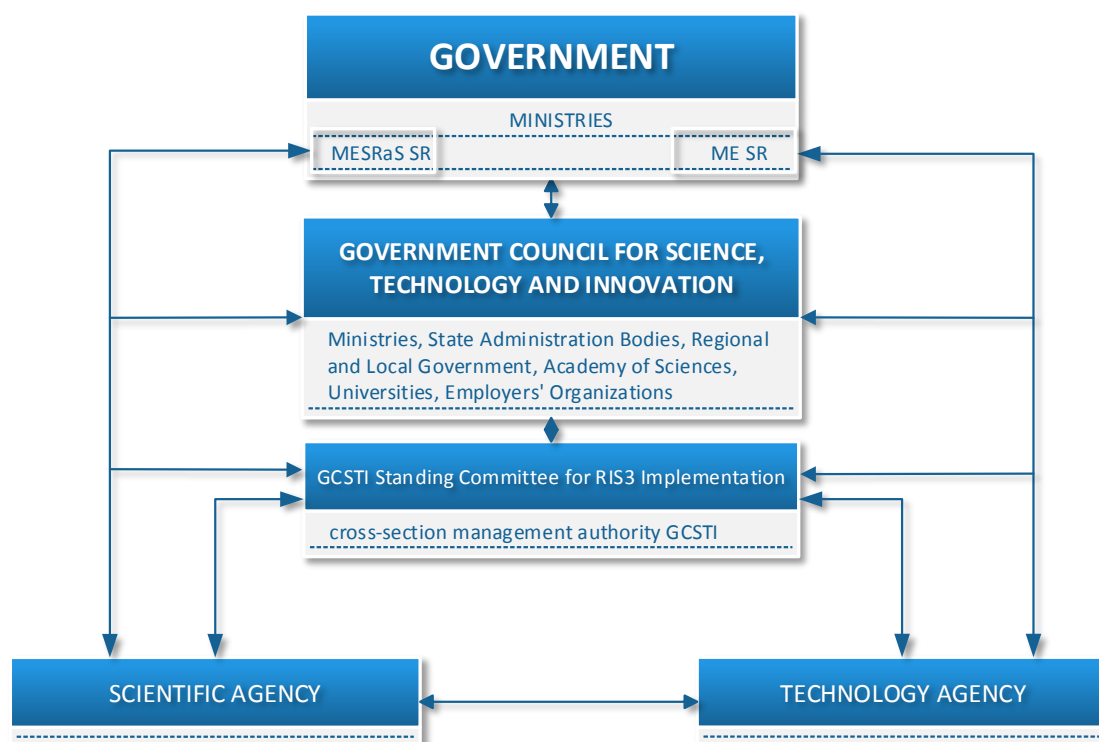 GOVERNMENT
MINISTRIES
MESRaS SR
ME SR
GOVERNMENT COUNCIL FOR SCIENCE,
TECHNOLOGY AND INNOVATION
Ministries, State Administration Bodies, Regional
and Local Government, Academy of Sciences,
Universities, Employers' Organizations
GCSTI Standing Committee for RIS3 Implementation
cross-section management authority GCSTI
SCIENTIFIC AGENCY
TECHNOLOGY AGENCY